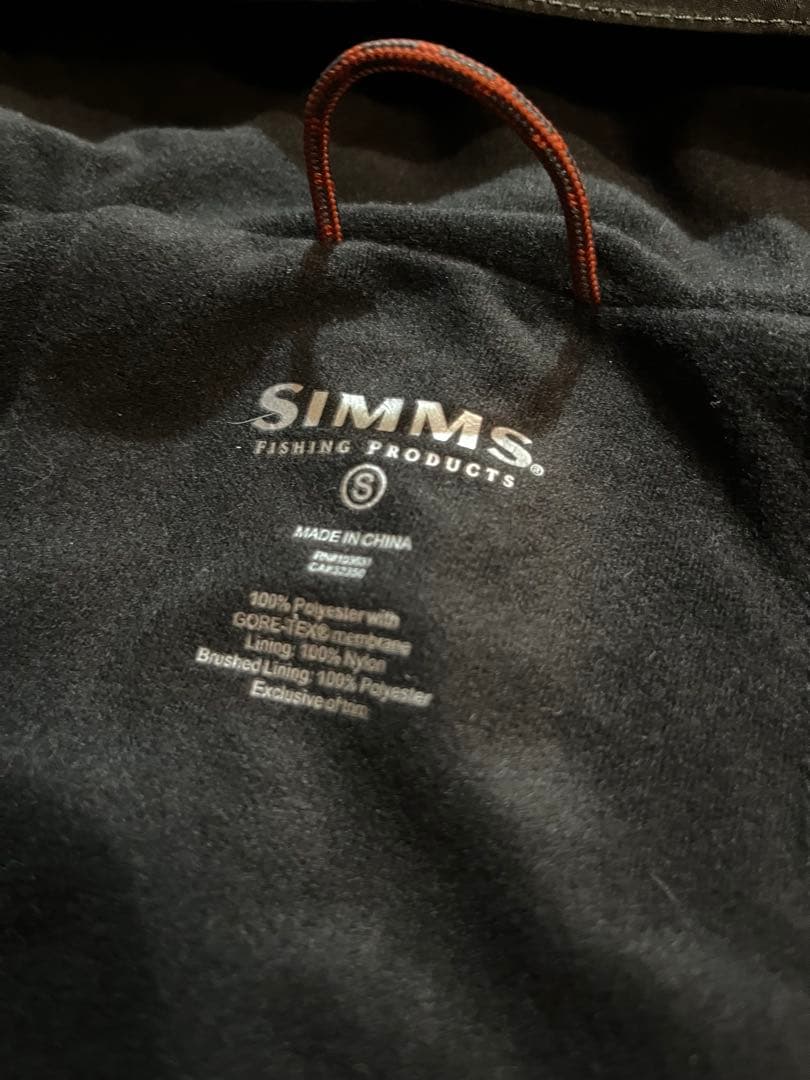 SIMMS®
FISHING PRODUCTS
S
MADE IN CHINA
100% Polyester with
GORE-TEX® membrane
Lining: 100% Nylon
Brushed Lining: 100% Polyester
Exclusive of trim